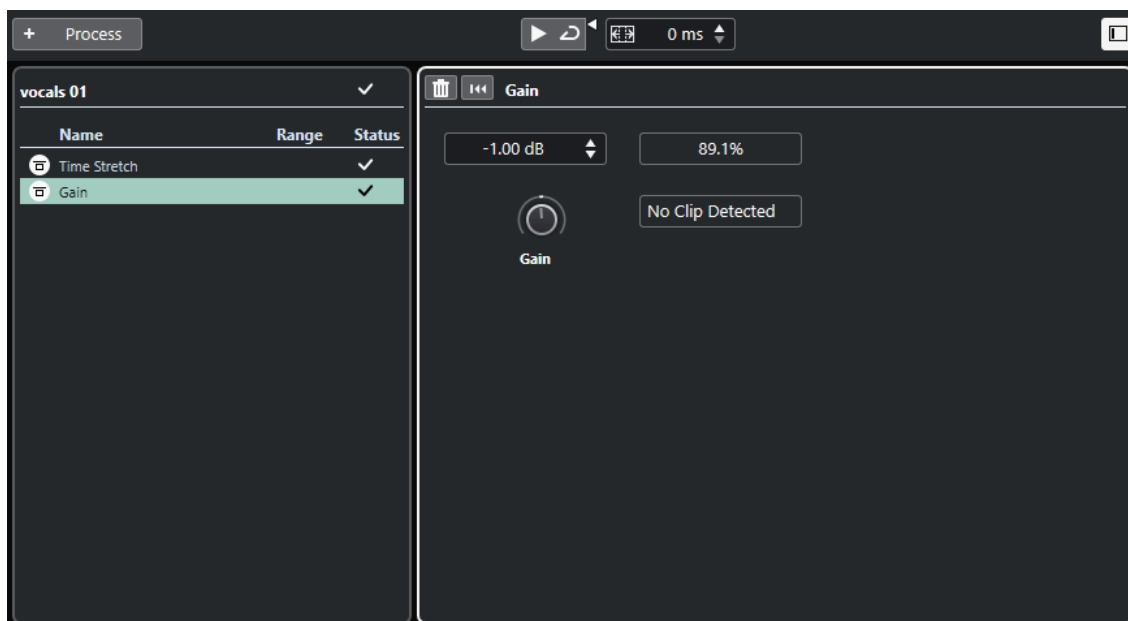 + Process
0 ms
vocals 01
Name Range Status
Time Stretch
Gain
Gain
-1.00 dB 89.1%
No Clip Detected
Gain